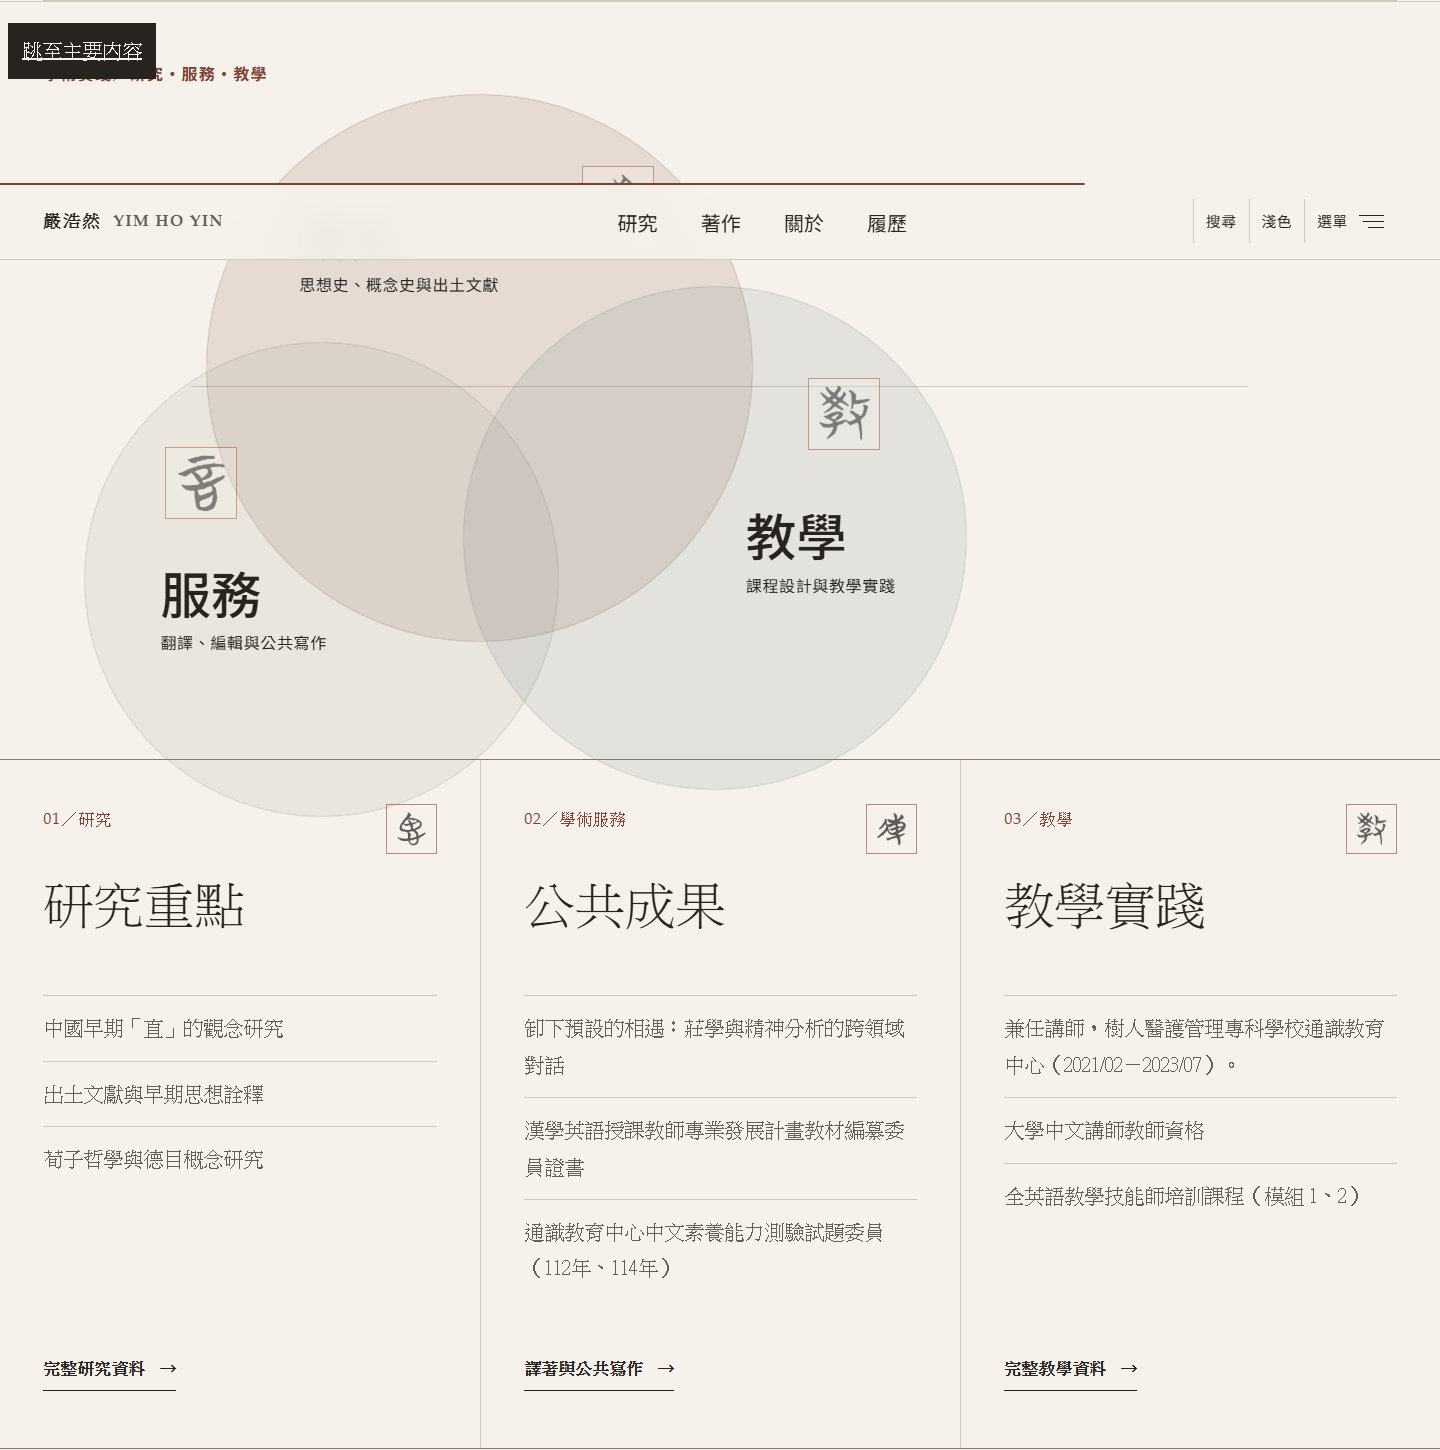 跳至主要内容
究・服務・教學
嚴浩然 YIM HO YIN
研究 著作 關於 履歷
搜尋 淺色 選單
思想史、概念史與出土文獻
教
音
教學
課程設計與教學實踐
服務
翻譯、編輯與公共寫作
01／研究
研究重點
中國早期「直」的觀念研究
出土文獻與早期思想詮釋
荀子哲學與德目概念研究
完整研究資料 →
02／學術服務
公共成果
卸下預設的相遇：莊學與精神分析的跨領域
對話
漢學英語授課教師專業發展計畫教材編纂委
員證書
通識教育中心中文素養能力測驗試題委員
（112年、114年）
譯著與公共寫作 →
03／教學
教
教學實踐
兼任講師，樹人醫護管理專科學校通識教育
中心（2021/02－2023/07）。
大學中文講師教師資格
全英語教學技能師培訓課程（模組 1、2）
完整教學資料 →